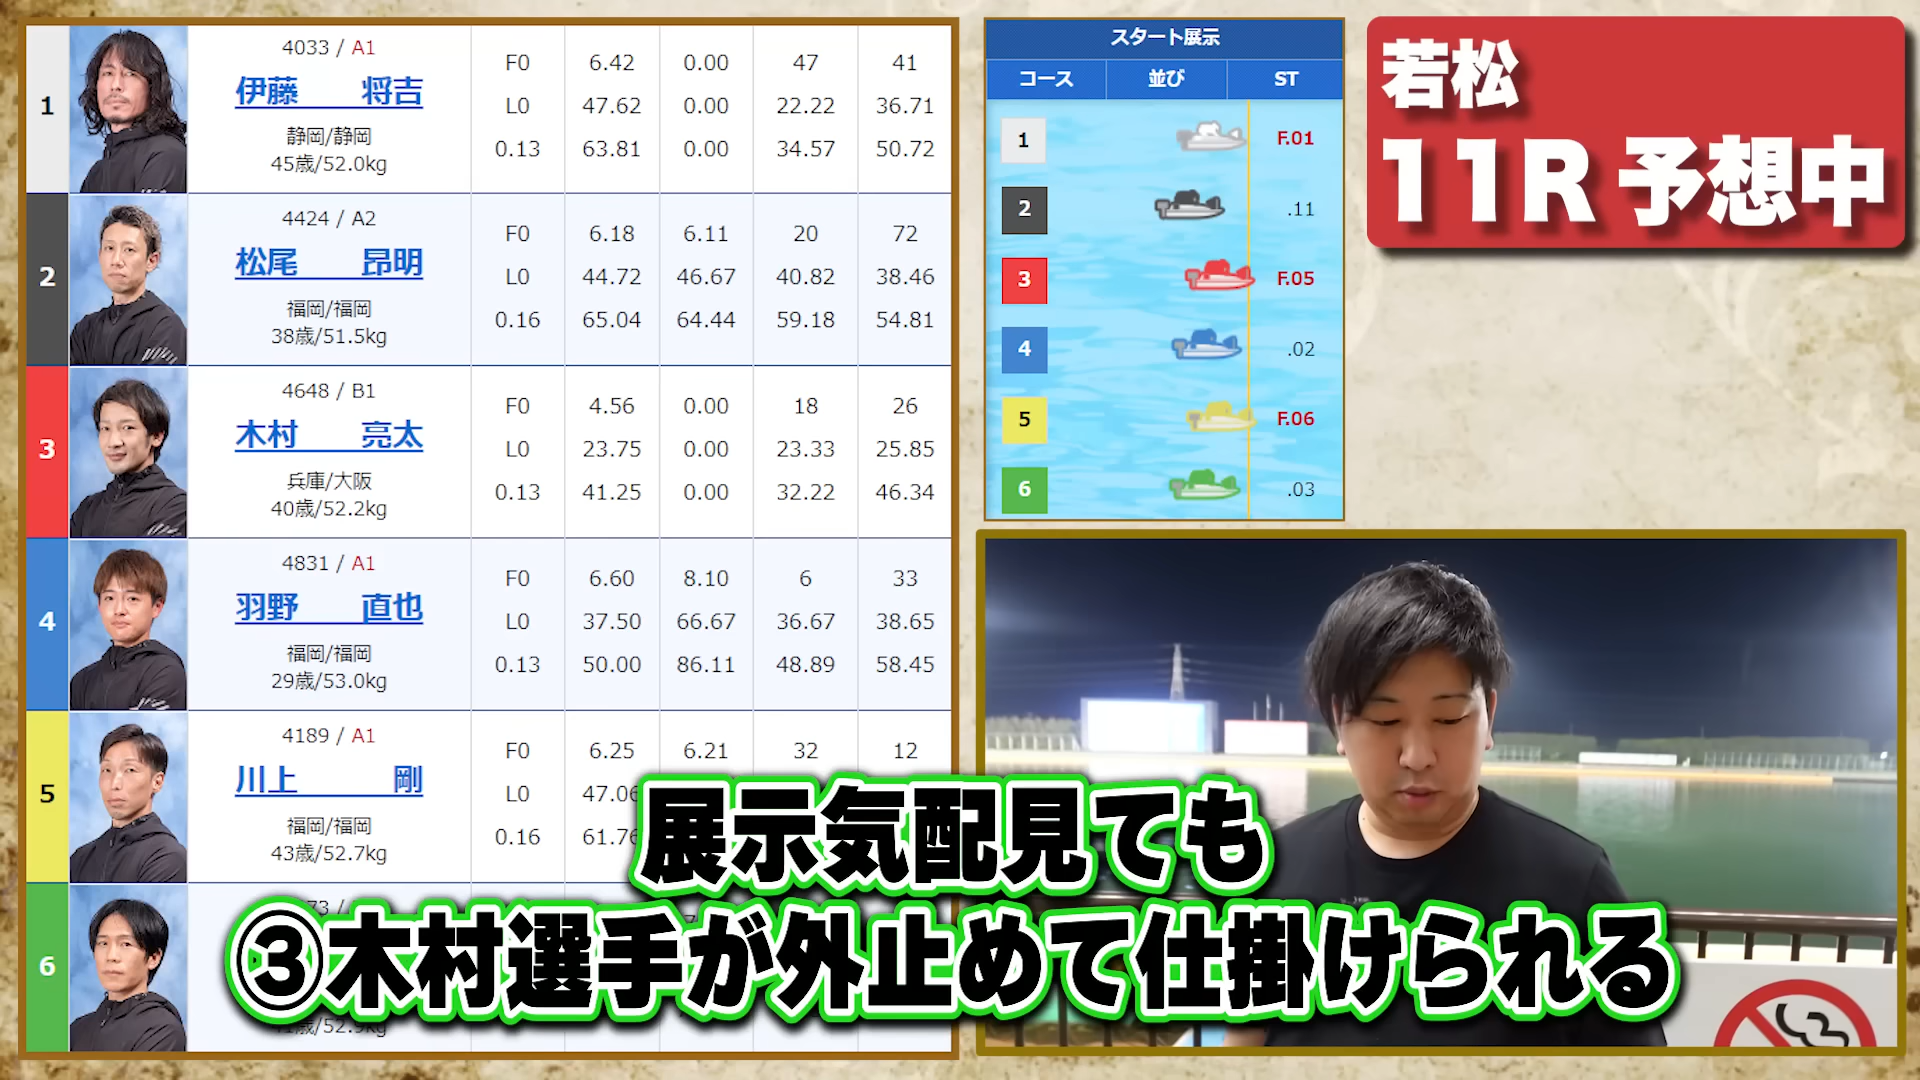 1
4033 / A1
伊藤 将吉
静岡/静岡
45歳/52.0kg
F0 6.42 0.00 47 41
L0 47.62 0.00 22.22 36.71
0.13 63.81 0.00 34.57 50.72
2
4424 / A2
松尾 昂明
福岡/福岡
38歳/51.5kg
F0 6.18 6.11 20 72
L0 44.72 46.67 40.82 38.46
0.16 65.04 64.44 59.18 54.81
3
4648 / B1
木村 亮太
兵庫/大阪
40歳/52.2kg
F0 4.56 0.00 18 26
L0 23.75 0.00 23.33 25.85
0.13 41.25 0.00 32.22 46.34
4
4831 / A1
羽野 直也
福岡/福岡
29歳/53.0kg
F0 6.60 8.10 6 33
L0 37.50 66.67 36.67 38.65
0.13 50.00 86.11 48.89 58.45
5
4189 / A1
川上 剛
福岡/福岡
43歳/52.7kg
F0 6.25 6.21 32 12
L0 47.06
0.16 61.76
6
スタート展示
コース 並び ST
1 F.01
2 .11
3 F.05
4 .02
5 F.06
6 .03
若松
11R 予想中
展示気配見ても
③木村選手が外止めて仕掛けられる